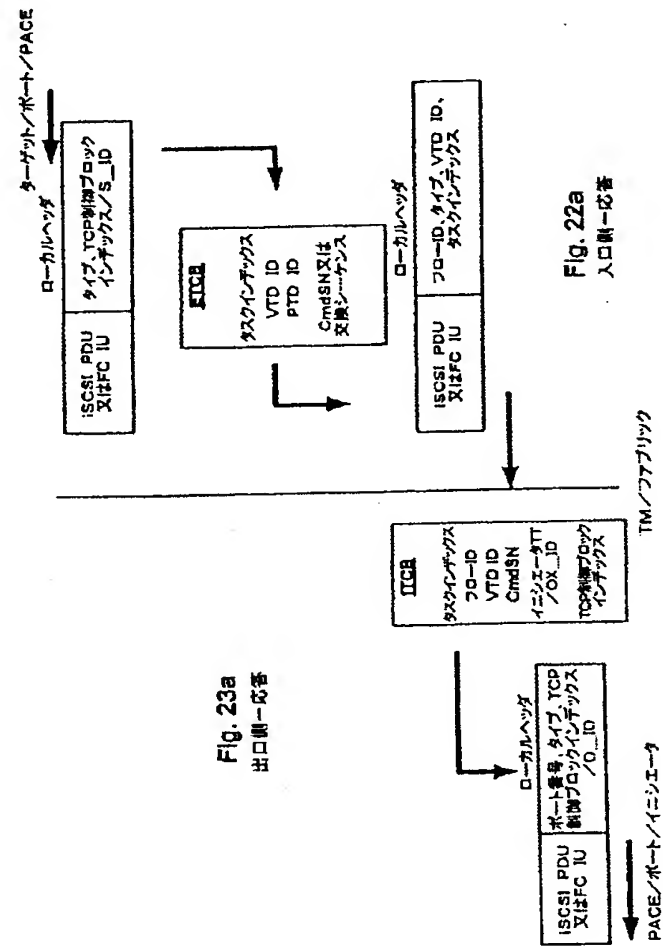 ターゲット/ポート/PACE
ローカルヘッダ
iSCSI PDU
又はFC IU
タイプ、TCP制御ブロック
インデックス/S_ID
ETCB
タスクインデックス
VTD ID
PTD ID
CmdSN又は
交換シーケンス
ローカルヘッダ
iSCSI PDU
又はFC IU
フローID、タイプ、VTD ID、
タスクインデックス
Fig. 22a
入口側-応答
TM/ファブリック
ITCB
タスクインデックス
フローID
VTD ID
CmdSN
イニシエータTT
/OX_ID
TCP制御ブロック
インデックス
Fig. 23a
出口側-応答
ローカルヘッダ
iSCSI PDU
又はFC IU
ポート番号、タイプ、TCP
制御ブロックインデックス
/D_ID
PACE/ポート/イニシエータ